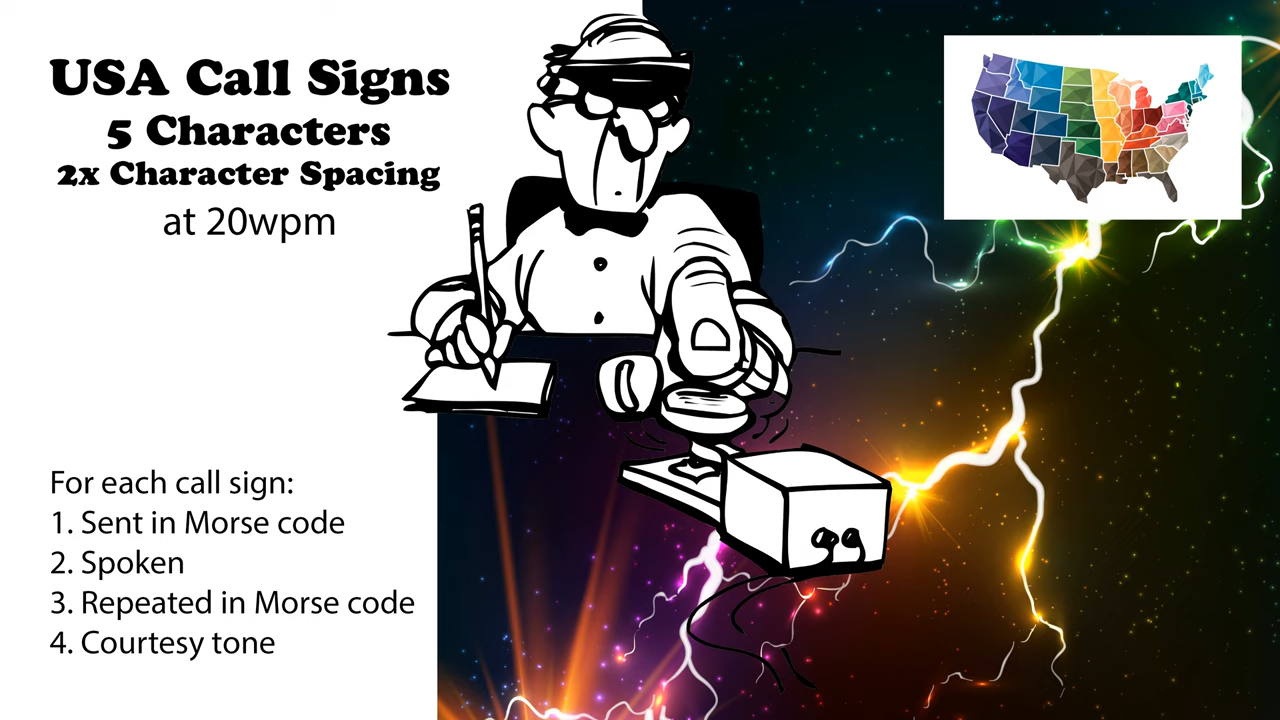 USA Call Signs
5 Characters
2x Character Spacing
at 20wpm
For each call sign:
1. Sent in Morse code
2. Spoken
3. Repeated in Morse code
4. Courtesy tone